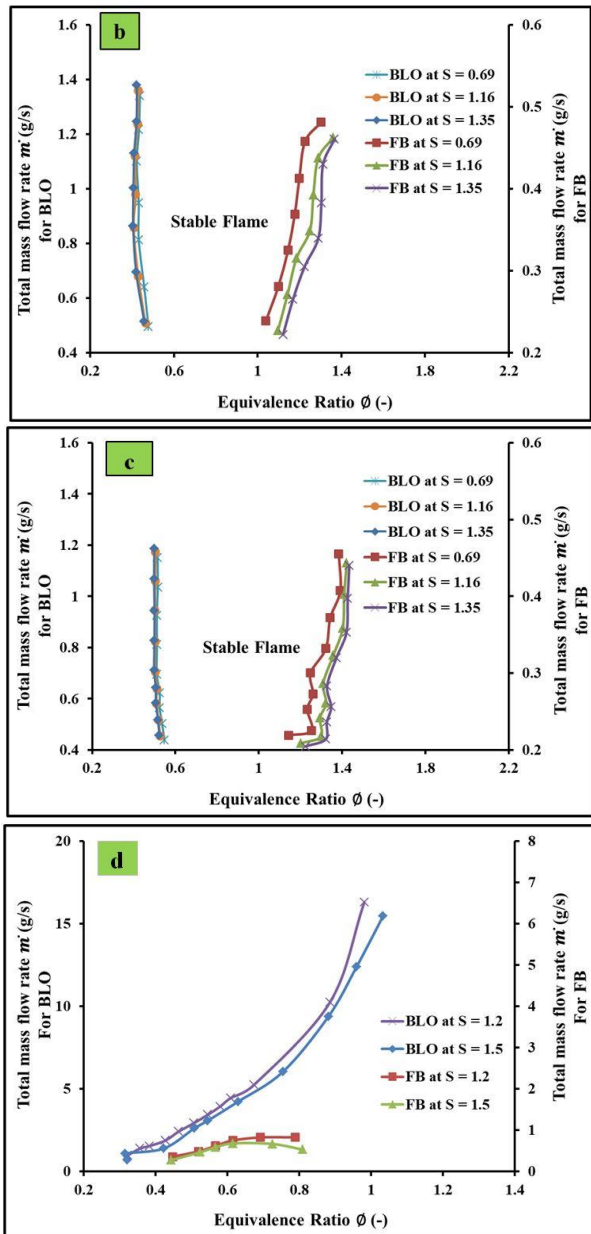 b
Total mass flow rate ṁ (g/s)
for BLO
1.6
1.4
1.2
1
0.8
0.6
0.4
0.2
0.6
1
1.4
1.8
2.2
Equivalence Ratio Ø (-)
Stable Flame
BLO at S = 0.69
BLO at S = 1.16
BLO at S = 1.35
FB at S = 0.69
FB at S = 1.16
FB at S = 1.35
0.6
0.5
0.4
0.3
0.2
Total mass flow rate ṁ (g/s)
for FB
c
Total mass flow rate ṁ (g/s)
for BLO
1.6
1.4
1.2
1
0.8
0.6
0.4
0.2
0.6
1
1.4
1.8
2.2
Equivalence Ratio Ø (-)
Stable Flame
BLO at S = 0.69
BLO at S = 1.16
BLO at S = 1.35
FB at S = 0.69
FB at S = 1.16
FB at S = 1.35
0.6
0.5
0.4
0.3
0.2
Total mass flow rate ṁ (g/s)
for FB
d
Total mass flow rate ṁ (g/s)
For BLO
20
15
10
5
0
0.2
0.4
0.6
0.8
1
1.2
1.4
Equivalence Ratio Ø (-)
BLO at S = 1.2
BLO at S = 1.5
FB at S = 1.2
FB at S = 1.5
8
7
6
5
4
3
2
1
0
Total mass flow rate ṁ (g/s)
For FB